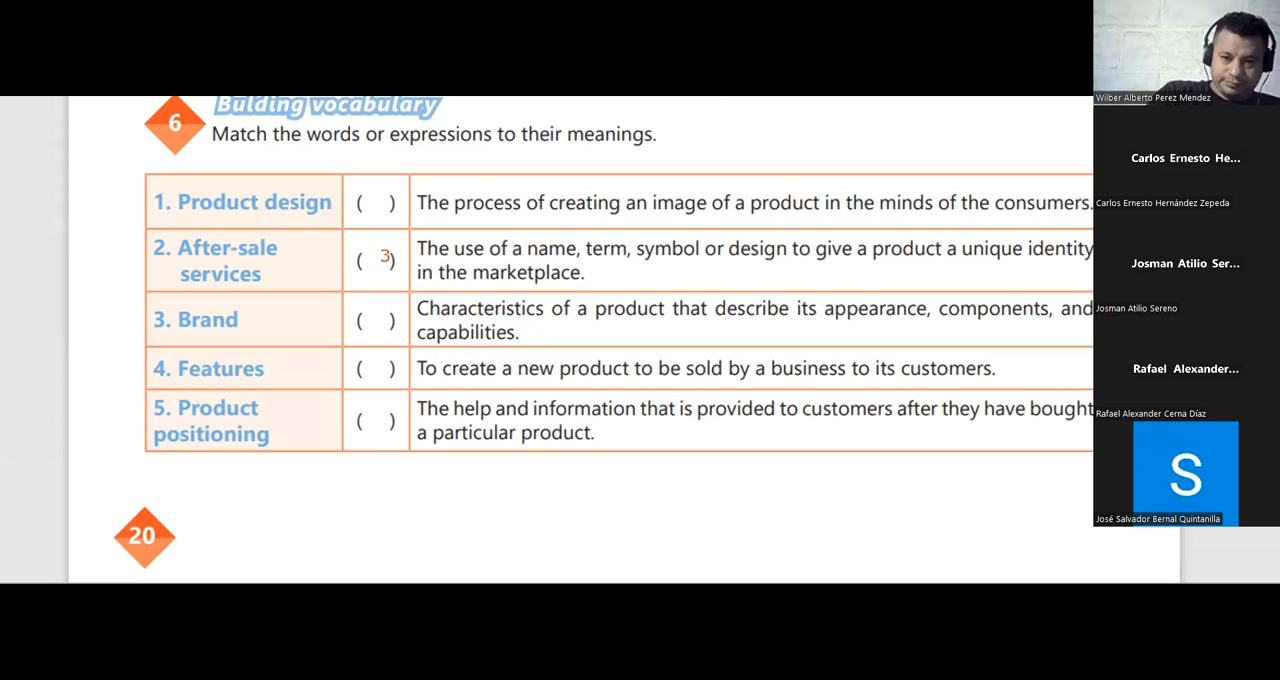 Bulding vocabulary
6
Match the words or expressions to their meanings.
1. Product design
( )
The process of creating an image of a product in the minds of the consumers.
2. After-sale
services
( 3 )
The use of a name, term, symbol or design to give a product a unique identity
in the marketplace.
3. Brand
( )
Characteristics of a product that describe its appearance, components, and
capabilities.
4. Features
( )
To create a new product to be sold by a business to its customers.
5. Product
positioning
( )
The help and information that is provided to customers after they have bought
a particular product.
20
Wilber Alberto Perez Mendez
Carlos Ernesto He...
Carlos Ernesto Hernández Zepeda
Josman Atilio Ser...
Josman Atilio Sereno
Rafael Alexander...
Rafael Alexander Cerna Díaz
S
José Salvador Bernal Quintanilla